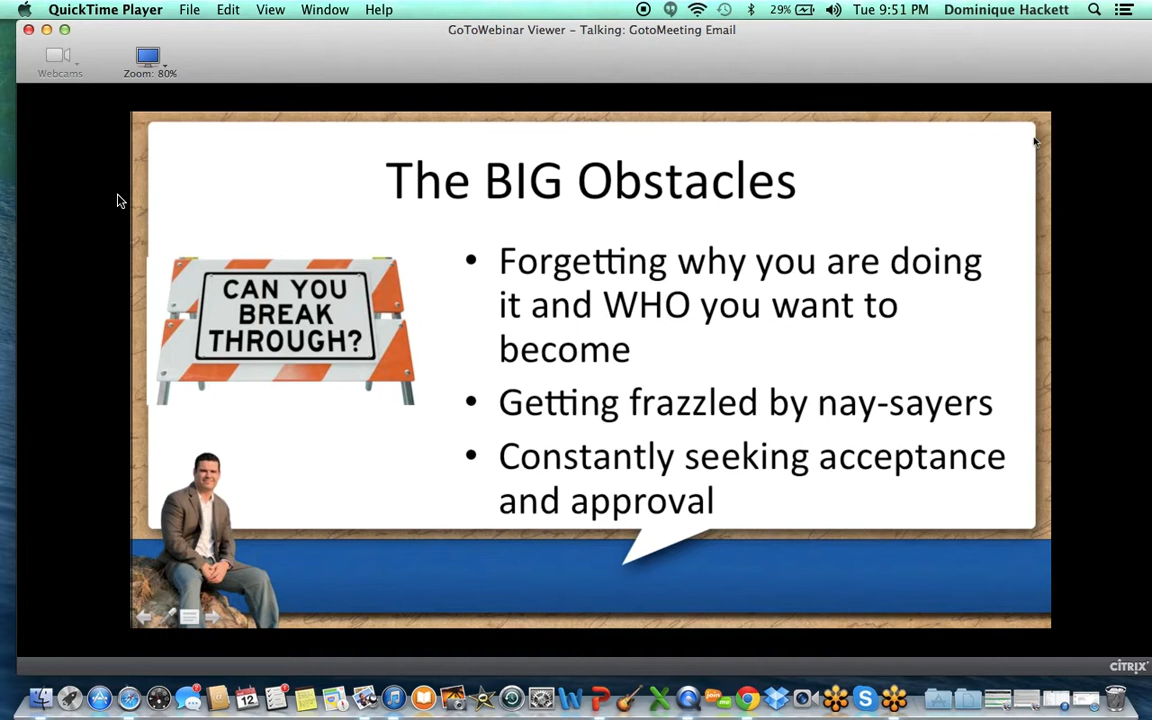 QuickTime Player File Edit View Window Help 29% Tue 9:51 PM Dominique Hackett
GoToWebinar Viewer - Talking: GotoMeeting Email
Webcams
Zoom: 80%
The BIG Obstacles
CAN YOU
BREAK
THROUGH?
• Forgetting why you are doing
it and WHO you want to
become
• Getting frazzled by nay-sayers
• Constantly seeking acceptance
and approval
CITRIX